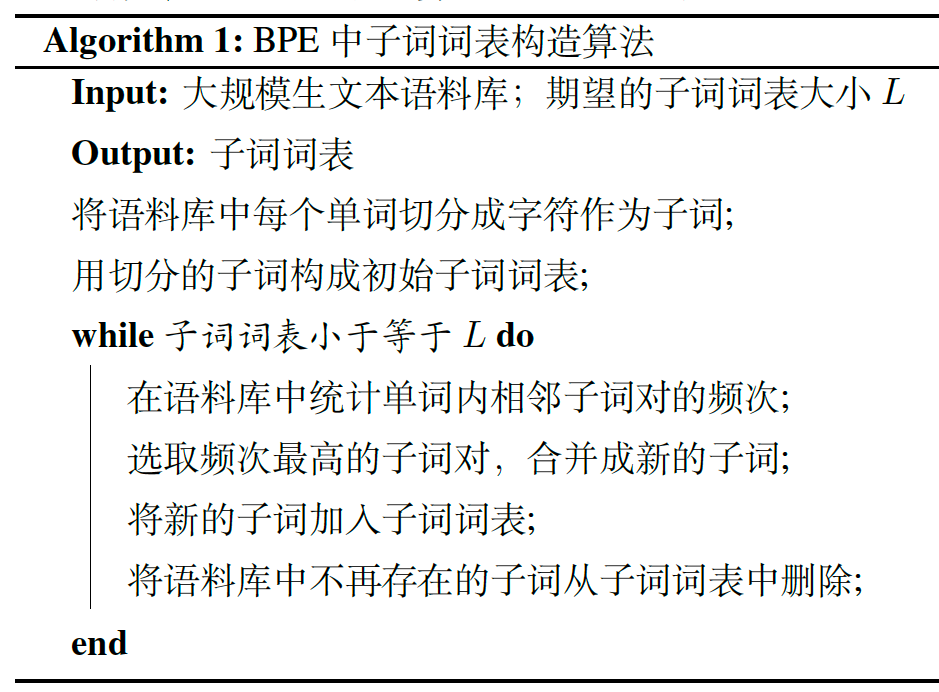 Algorithm 1: BPE 中子词词表构造算法
Input: 大规模生文本语料库；期望的子词词表大小 L
Output: 子词词表
将语料库中每个单词切分成字符作为子词;
用切分的子词构成初始子词词表;
while 子词词表小于等于 L do
在语料库中统计单词内相邻子词对的频次;
选取频次最高的子词对，合并成新的子词;
将新的子词加入子词词表;
将语料库中不再存在的子词从子词词表中删除;
end